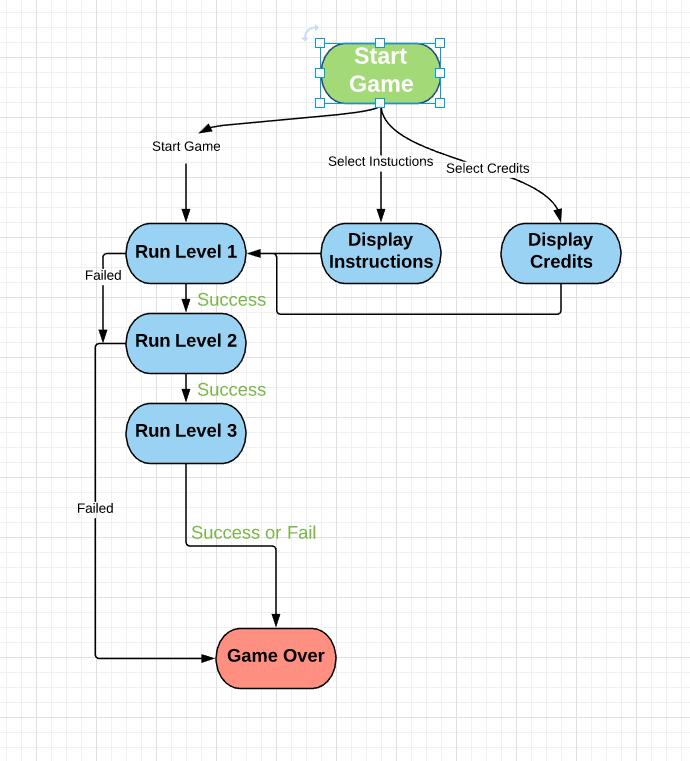 Start
Game
Start Game
Select Instuctions
Select Credits
Run Level 1
Display
Instructions
Display
Credits
Failed
Success
Run Level 2
Success
Run Level 3
Failed
Success or Fail
Game Over